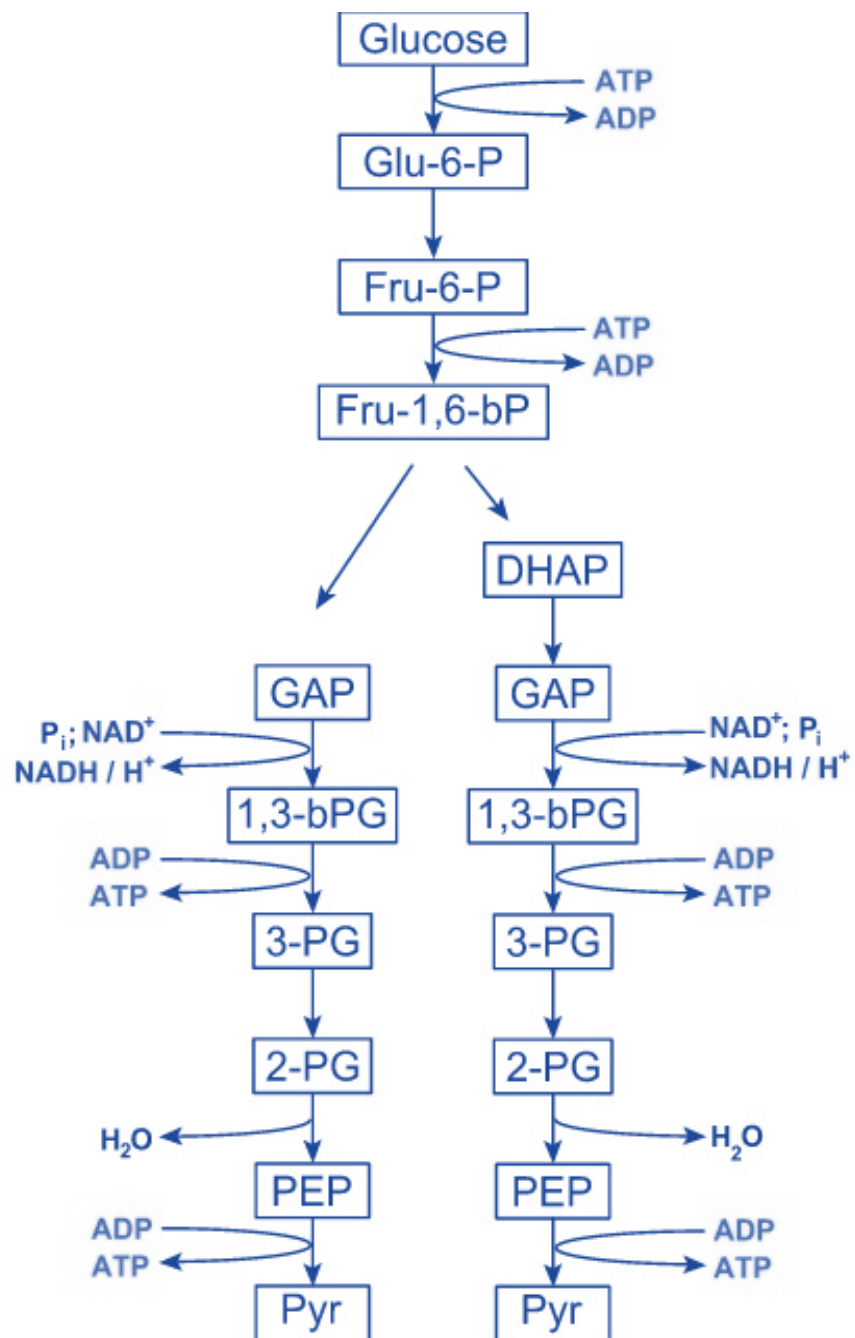 Glucose
ATP
ADP
Glu-6-P
Fru-6-P
ATP
ADP
Fru-1,6-bP
DHAP
GAP GAP
Pᵢ; NAD⁺ NAD⁺; Pᵢ
NADH / H⁺ NADH / H⁺
1,3-bPG 1,3-bPG
ADP ADP
ATP ATP
3-PG 3-PG
2-PG 2-PG
H₂O H₂O
PEP PEP
ADP ADP
ATP ATP
Pyr Pyr